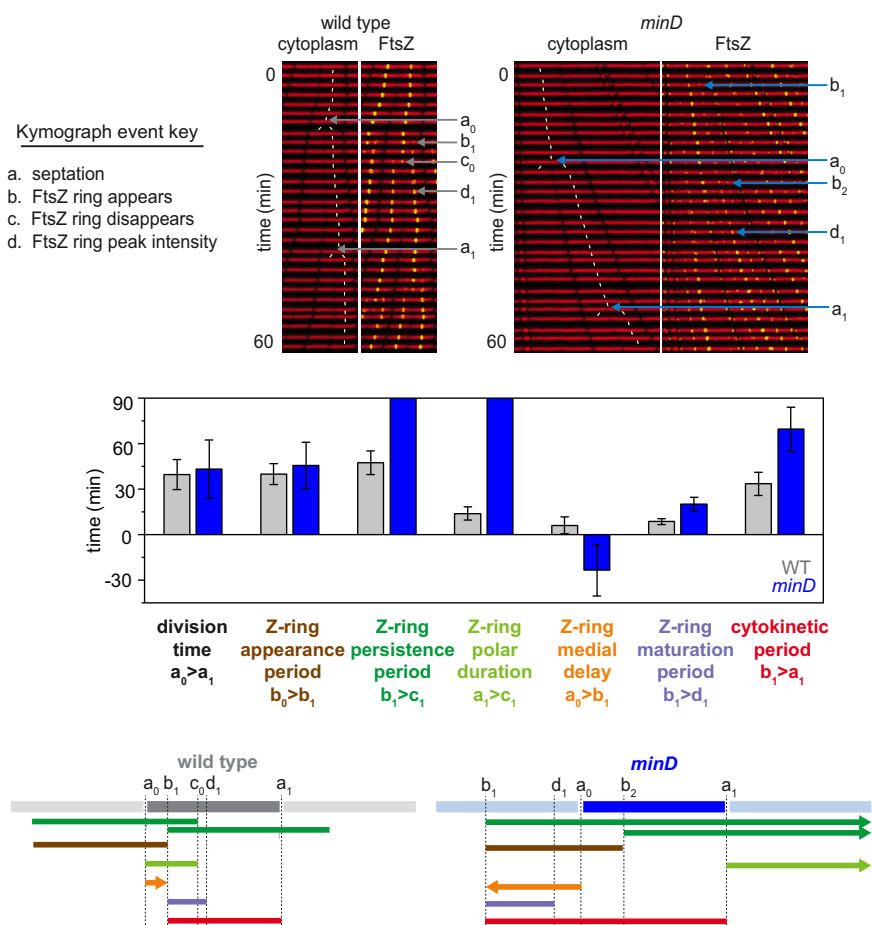 wild type
cytoplasm FtsZ
minD
cytoplasm FtsZ
Kymograph event key
a. septation
b. FtsZ ring appears
c. FtsZ ring disappears
d. FtsZ ring peak intensity
0
time (min)
60
a₀
b₁
c₀
d₁
a₁
0
time (min)
60
b₁
a₀
b₂
d₁
a₁
90
60
30
0
-30
time (min)
WT
minD
division
time
a₀>a₁
Z-ring
appearance
period
b₀>b₁
Z-ring
persistence
period
b₁>c₁
Z-ring
polar
duration
a₁>c₁
Z-ring
medial
delay
a₀>b₁
Z-ring
maturation
period
b₁>d₁
cytokinetic
period
b₁>a₁
wild type
a₀ b₁ c₀ d₁ a₁
minD
b₁ d₁ a₀ b₂ a₁